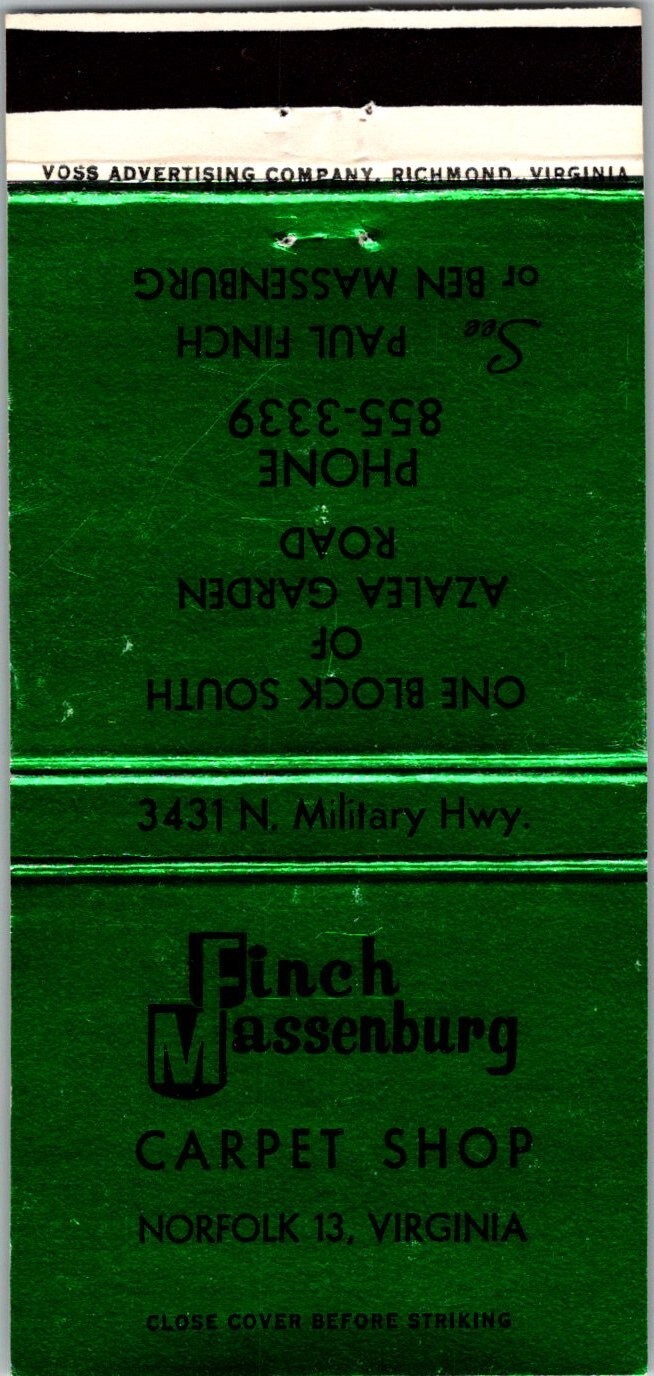 VOSS ADVERTISING COMPANY, RICHMOND, VIRGINIA
ONE BLOCK SOUTH
OF
AZALEA GARDEN
ROAD
PHONE
855-3339
See PAUL FINCH
or BEN MASSENBURG
3431 N. Military Hwy.
Finch
Massenburg
CARPET SHOP
NORFOLK 13, VIRGINIA
CLOSE COVER BEFORE STRIKING